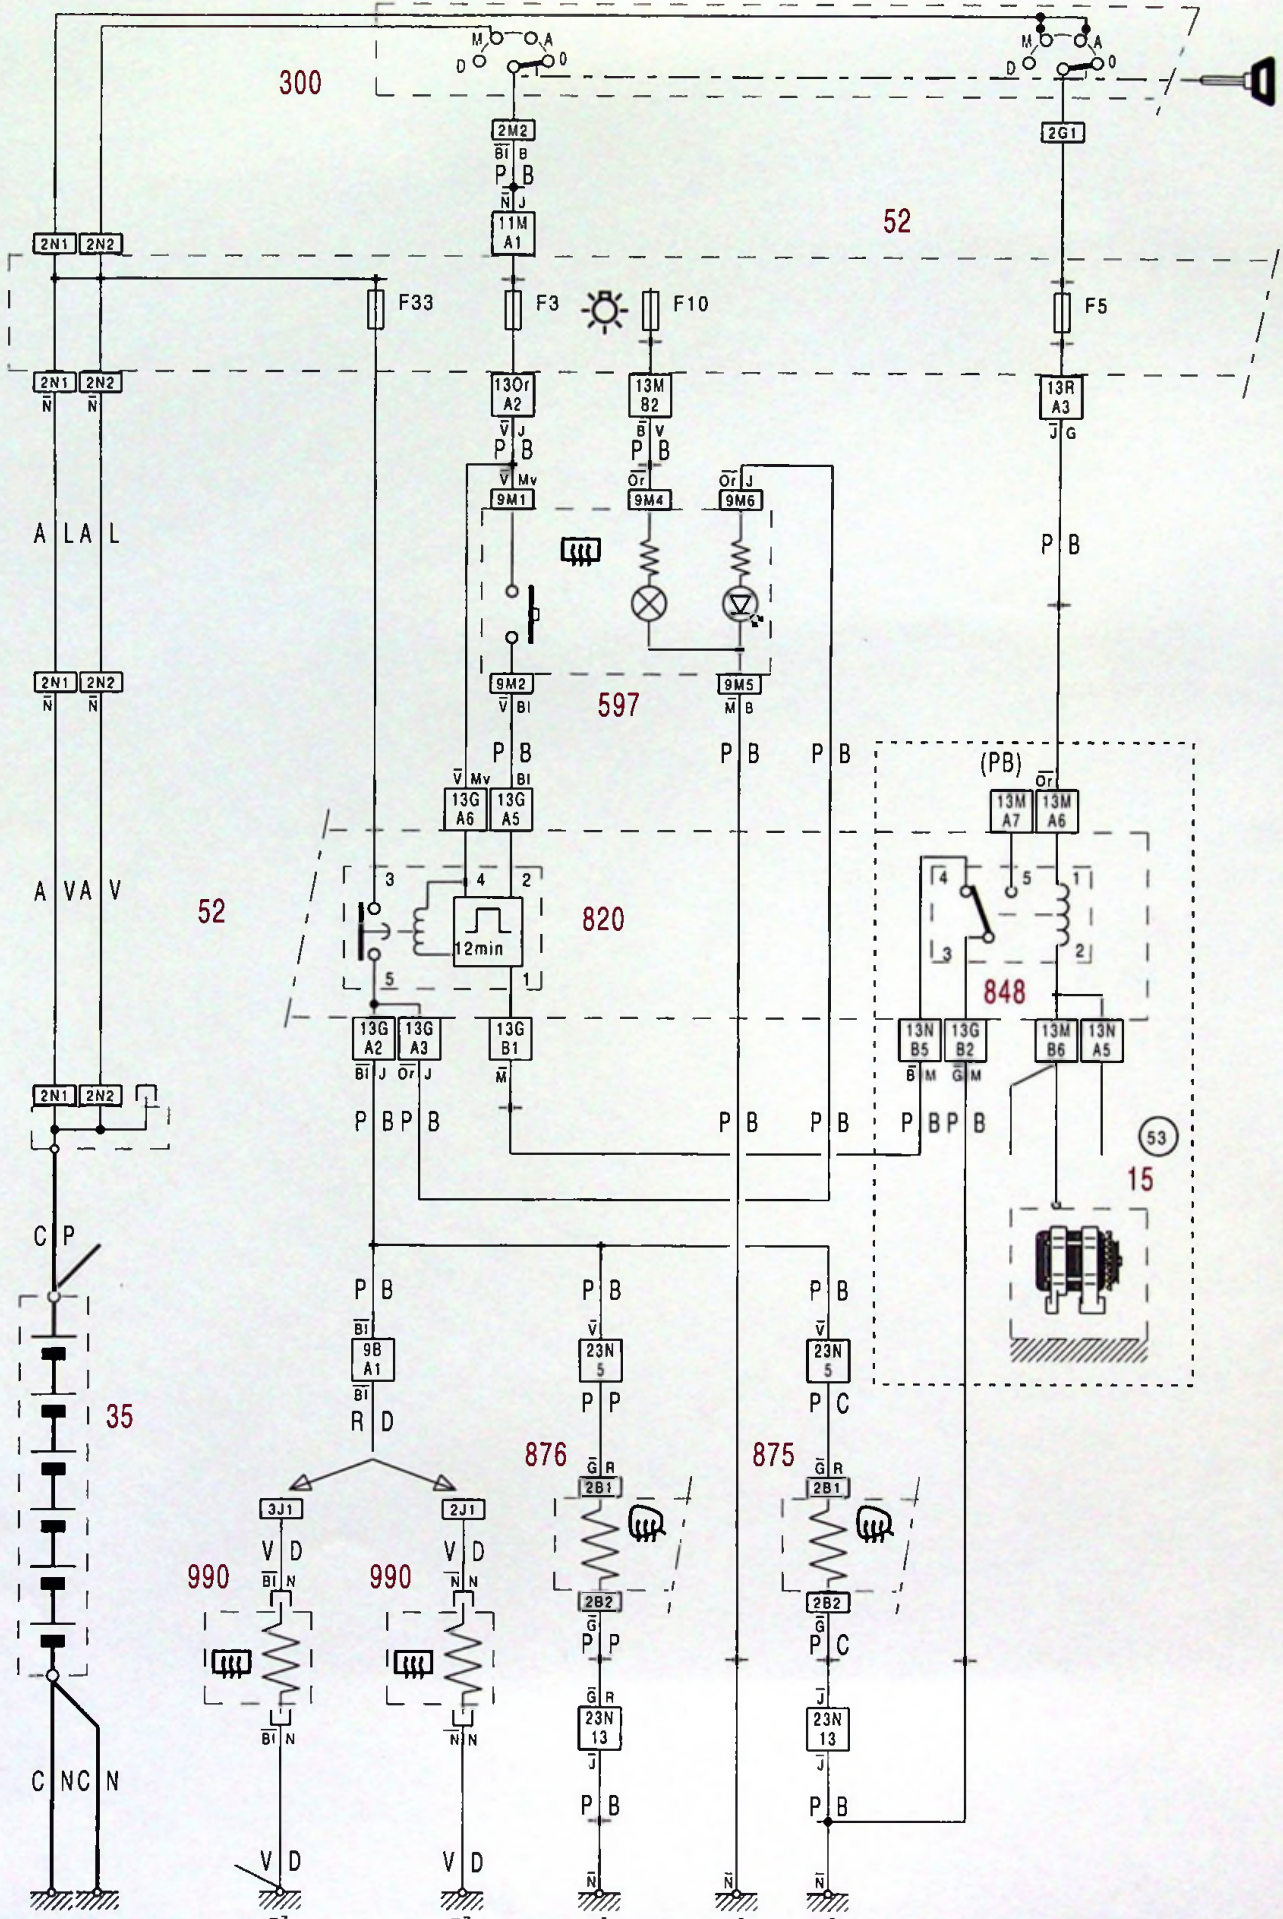 M A M A
D 0 D 0
300
2M2 2G1
Bl B
P B
N J
11M
A1
52
2N1 2N2
F33 F3 F10 F5
2N1 2N2
N N
13Or
A2
13M
B2
13R
A3
V J B V J G
P B P B
V Mv Or Or J
9M1 9M4 9M6
A L A L
P B
2N1 2N2
N N
9M2 9M5
597
V Bl M B
P B P B P B
(PB)
Or
V Mv Bl
13G
A6
13G
A5
13M
A7
13M
A6
A V A V
3 4 2
4 5 1
52
820
12min
5 1
3 2
848
13G
A2
13G
A3
13G
B1
13N
B5
13G
B2
13M
B6
13N
A5
Bl J Or J M
B M G M
2N1 2N2
P B P B P B P B P B P B
53
15
C P
P B P B P B
Bl V V
9B
A1
23N
5
23N
5
Bl
R D P P P C
35
876 875
G R G R
2B1 2B1
3J1 2J1
V D V D
990 990
Bl N N N
2B2 2B2
G G
P P P C
G R J
Bl N N N
23N
13
23N
13
J J
C N C N
P B P B
V D V D
N N N